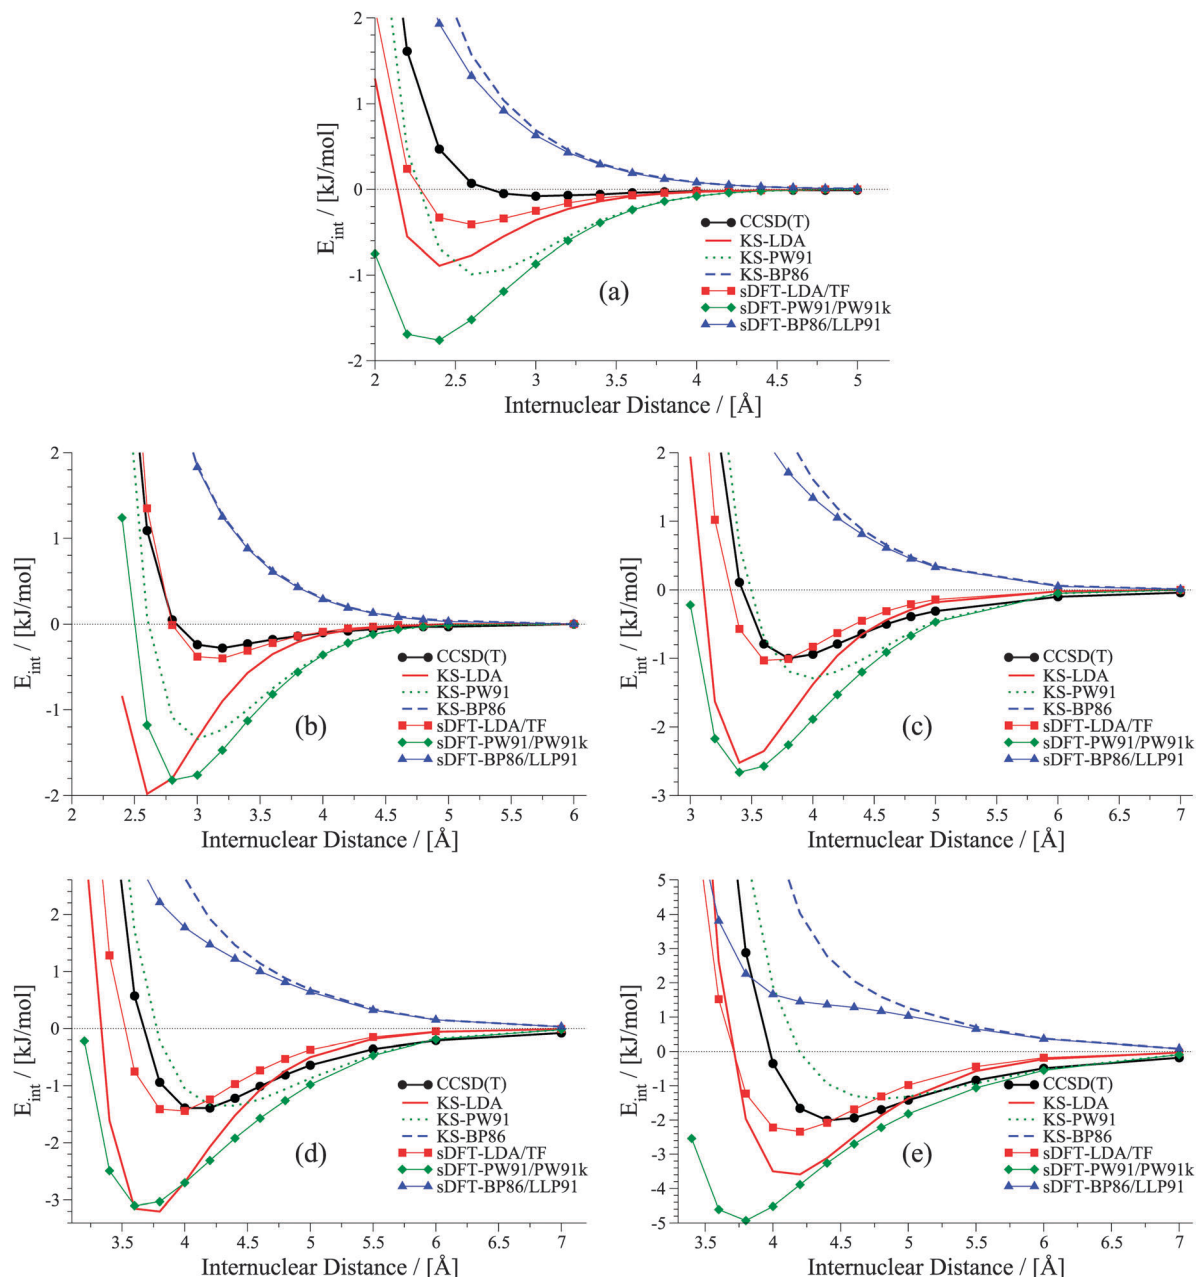 2
1
0
-1
-2
E_int / [kJ/mol]
2
2.5
3
3.5
4
4.5
5
Internuclear Distance / [Å]
(a)
CCSD(T)
KS-LDA
KS-PW91
KS-BP86
sDFT-LDA/TF
sDFT-PW91/PW91k
sDFT-BP86/LLP91
2
1
0
-1
-2
E_int / [kJ/mol]
2
2.5
3
3.5
4
4.5
5
5.5
6
Internuclear Distance / [Å]
(b)
CCSD(T)
KS-LDA
KS-PW91
KS-BP86
sDFT-LDA/TF
sDFT-PW91/PW91k
sDFT-BP86/LLP91
2
1
0
-1
-2
-3
E_int / [kJ/mol]
3
3.5
4
4.5
5
5.5
6
6.5
7
Internuclear Distance / [Å]
(c)
CCSD(T)
KS-LDA
KS-PW91
KS-BP86
sDFT-LDA/TF
sDFT-PW91/PW91k
sDFT-BP86/LLP91
2
1
0
-1
-2
-3
E_int / [kJ/mol]
3.5
4
4.5
5
5.5
6
6.5
7
Internuclear Distance / [Å]
(d)
CCSD(T)
KS-LDA
KS-PW91
KS-BP86
sDFT-LDA/TF
sDFT-PW91/PW91k
sDFT-BP86/LLP91
5
4
3
2
1
0
-1
-2
-3
-4
-5
E_int / [kJ/mol]
3.5
4
4.5
5
5.5
6
6.5
7
Internuclear Distance / [Å]
(e)
CCSD(T)
KS-LDA
KS-PW91
KS-BP86
sDFT-LDA/TF
sDFT-PW91/PW91k
sDFT-BP86/LLP91